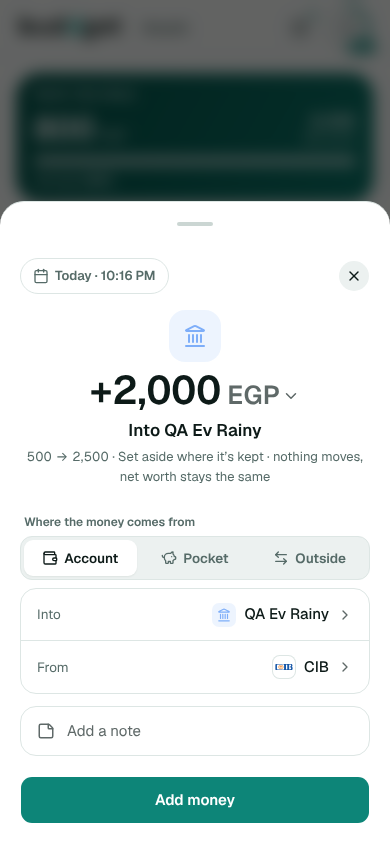 Today · 10:16 PM
+2,000 EGP
Into QA Ev Rainy
500 → 2,500 · Set aside where it's kept · nothing moves,
net worth stays the same
Where the money comes from
Account
Pocket
Outside
Into
QA Ev Rainy
From
CIB
CIB
Add a note
Add money